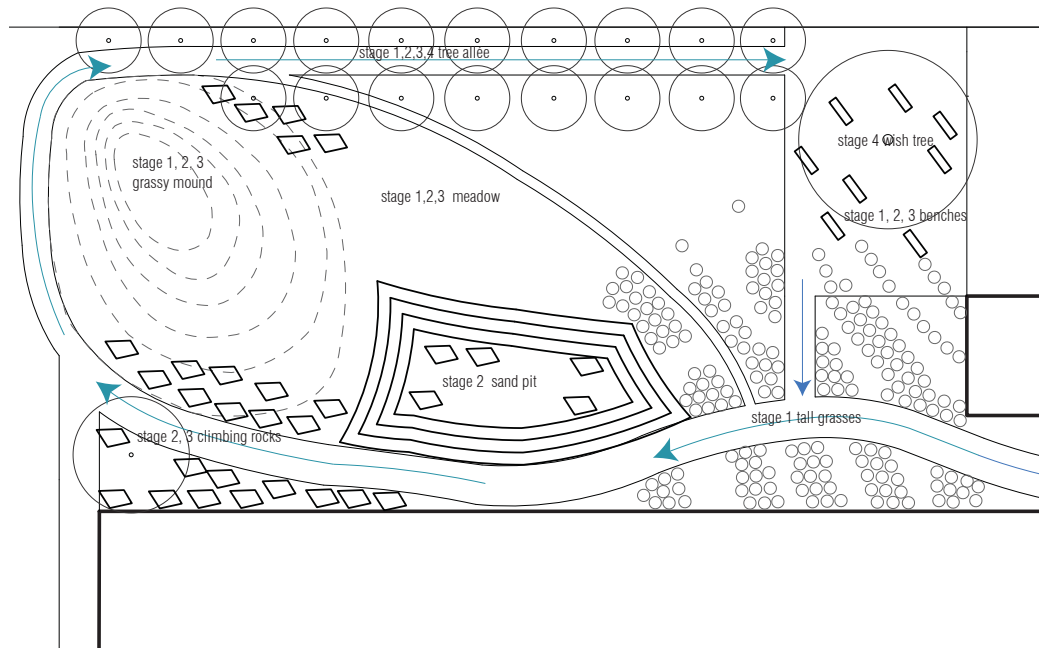 stage 1,2,3,4 tree allée
stage 4 wish tree
stage 1, 2, 3
grassy mound
stage 1,2,3 meadow
stage 1, 2, 3 benches
stage 2 sand pit
stage 1 tall grasses
stage 2, 3 climbing rocks